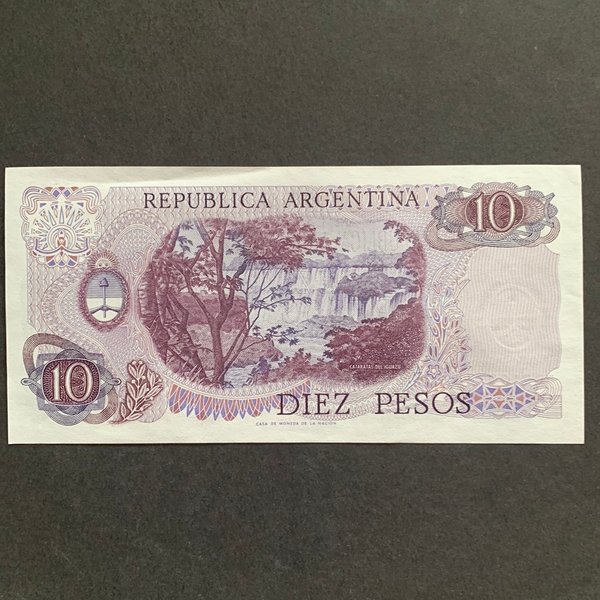 REPUBLICA ARGENTINA
10
CATARATAS DEL IGUAZU
10
DIEZ PESOS
CASA DE MONEDA DE LA NACION